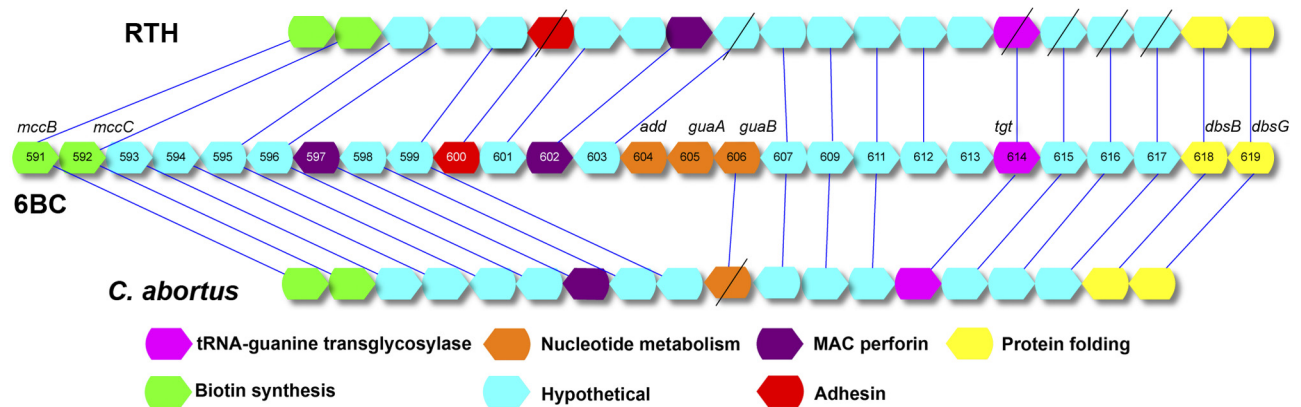 RTH
mccB mccC add guaA guaB tgt dbsB dbsG
591 592 593 594 595 596 597 598 599 600 601 602 603 604 605 606 607 609 611 612 613 614 615 616 617 618 619
6BC
C. abortus
tRNA-guanine transglycosylase Nucleotide metabolism MAC perforin Protein folding
Biotin synthesis Hypothetical Adhesin